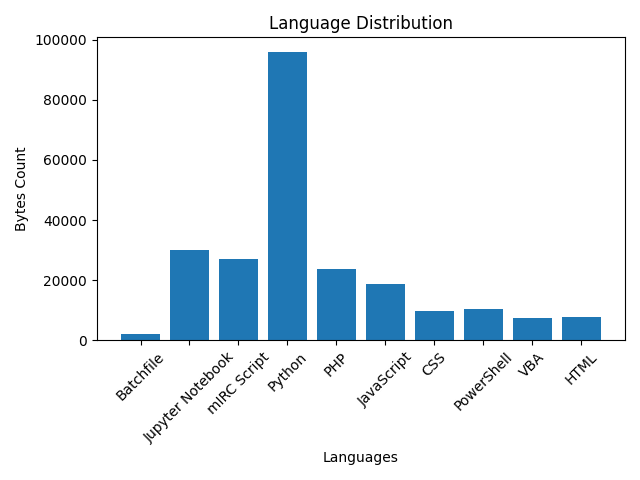 Language Distribution
100000
80000
60000
40000
20000
0
Bytes Count
Batchfile
Jupyter Notebook
mIRC Script
Python
PHP
JavaScript
CSS
PowerShell
VBA
HTML
Languages